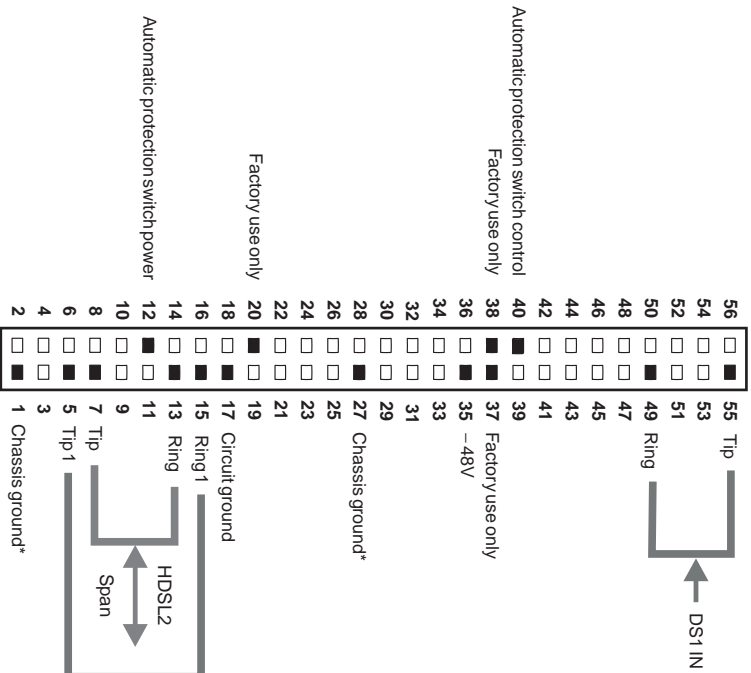 DS1 IN
HDSL2
Span
Tip
Ring
Factory use only
– 48V
Chassis ground*
Circuit ground
Ring 1
Ring
Tip
Tip 1
Chassis ground*
55 53 51 49 47 45 43 41 39 37 35 33 31 29 27 25 23 21 19 17 15 13 11 9 7 5 3 1
56 54 52 50 48 46 44 42 40 38 36 34 32 30 28 26 24 22 20 18 16 14 12 10 8 6 4 2
Automatic protection switch control
Factory use only
Factory use only
Automatic protection switch power